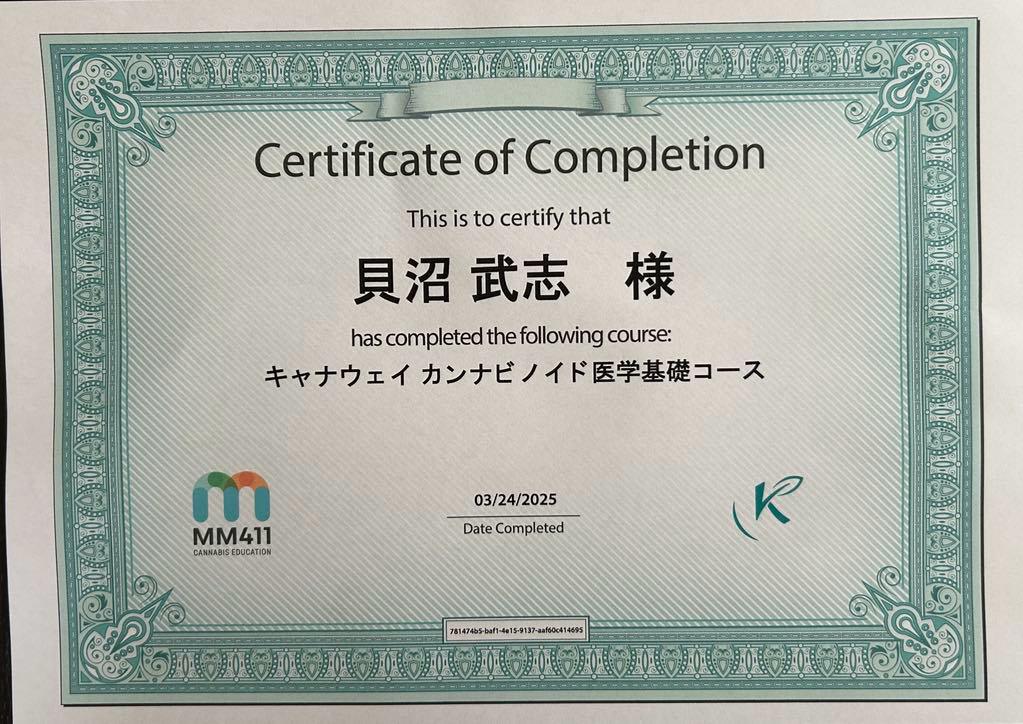 Certificate of Completion
This is to certify that
貝沼 武志　様
has completed the following course:
キャナウェイ カンナビノイド医学基礎コース
MM411
CANNABIS EDUCATION
03/24/2025
Date Completed
K
781474b5-baf1-4e15-9137-aaf60c414695